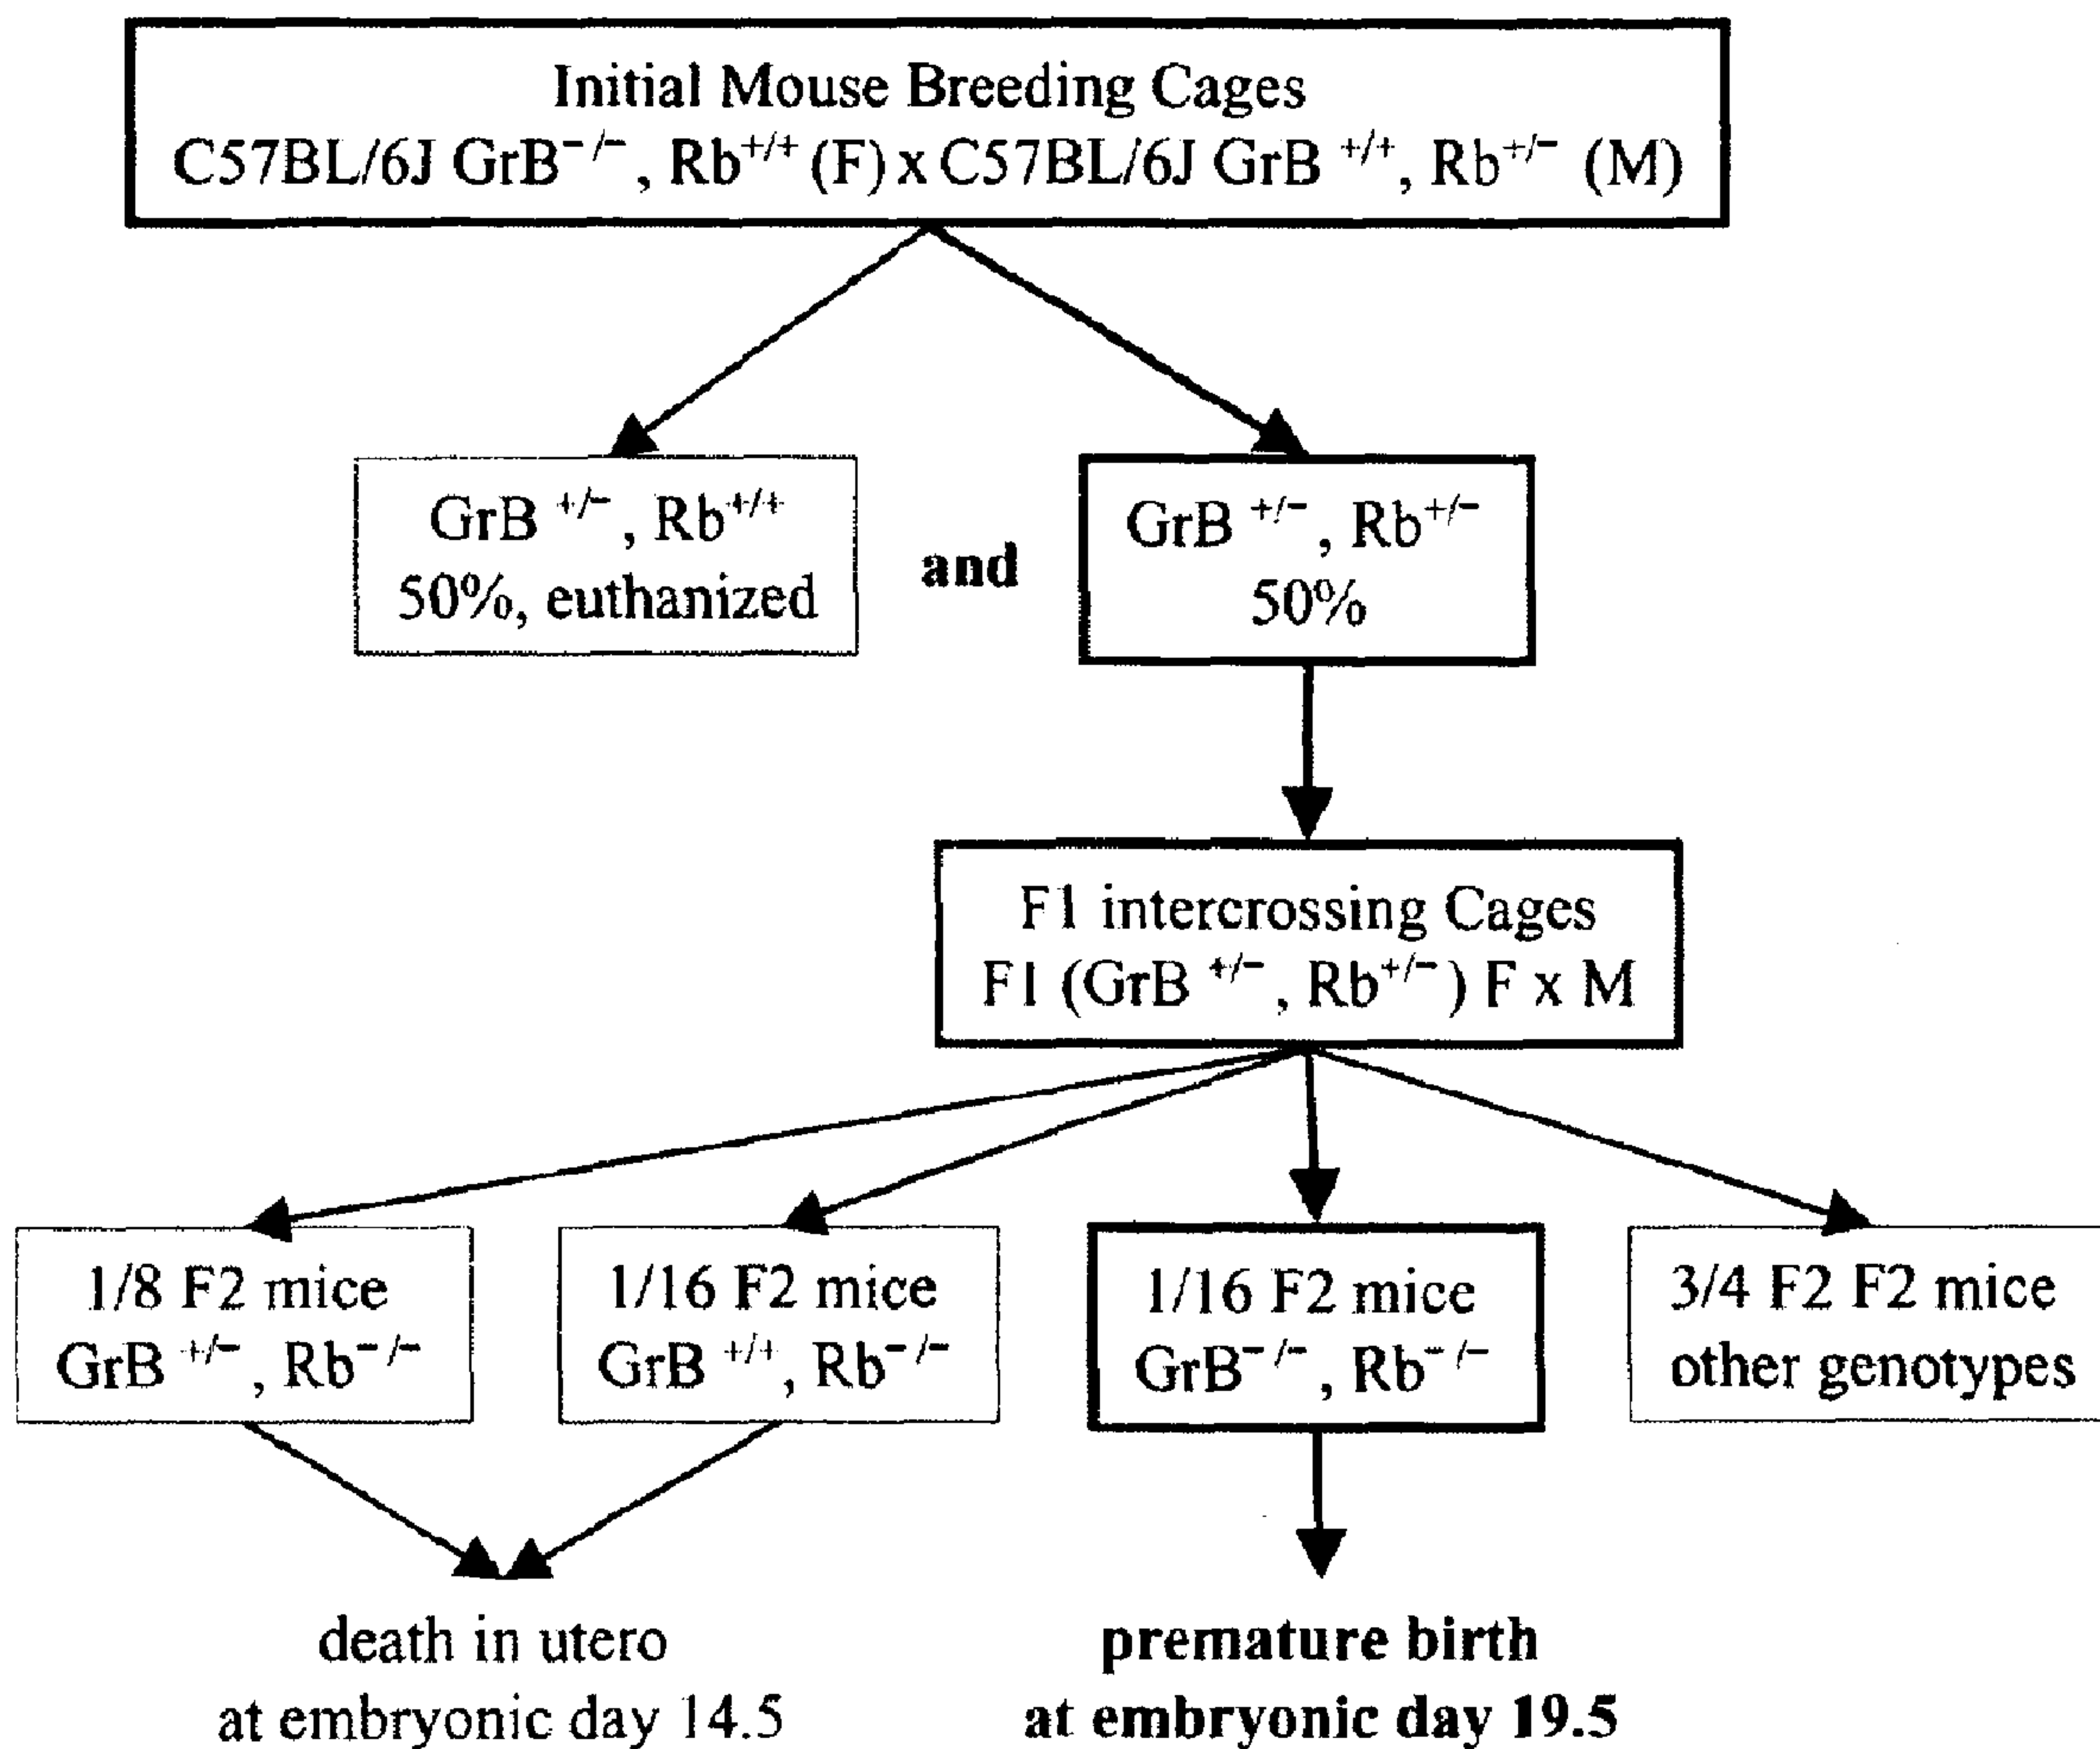 Initial Mouse Breeding Cages
C57BL/6J GrB⁻/⁻, Rb⁺/⁺ (F) x C57BL/6J GrB ⁺/⁺, Rb⁺/⁻ (M)
GrB ⁺/⁻, Rb⁺/⁺
50%, euthanized
and
GrB ⁺/⁻, Rb⁺/⁻
50%
F1 intercrossing Cages
F1 (GrB ⁺/⁻, Rb⁺/⁻) F x M
1/8 F2 mice
GrB ⁺/⁻, Rb⁻/⁻
1/16 F2 mice
GrB ⁺/⁺, Rb⁻/⁻
1/16 F2 mice
GrB⁻/⁻, Rb⁻/⁻
3/4 F2 F2 mice
other genotypes
death in utero
at embryonic day 14.5
premature birth
at embryonic day 19.5